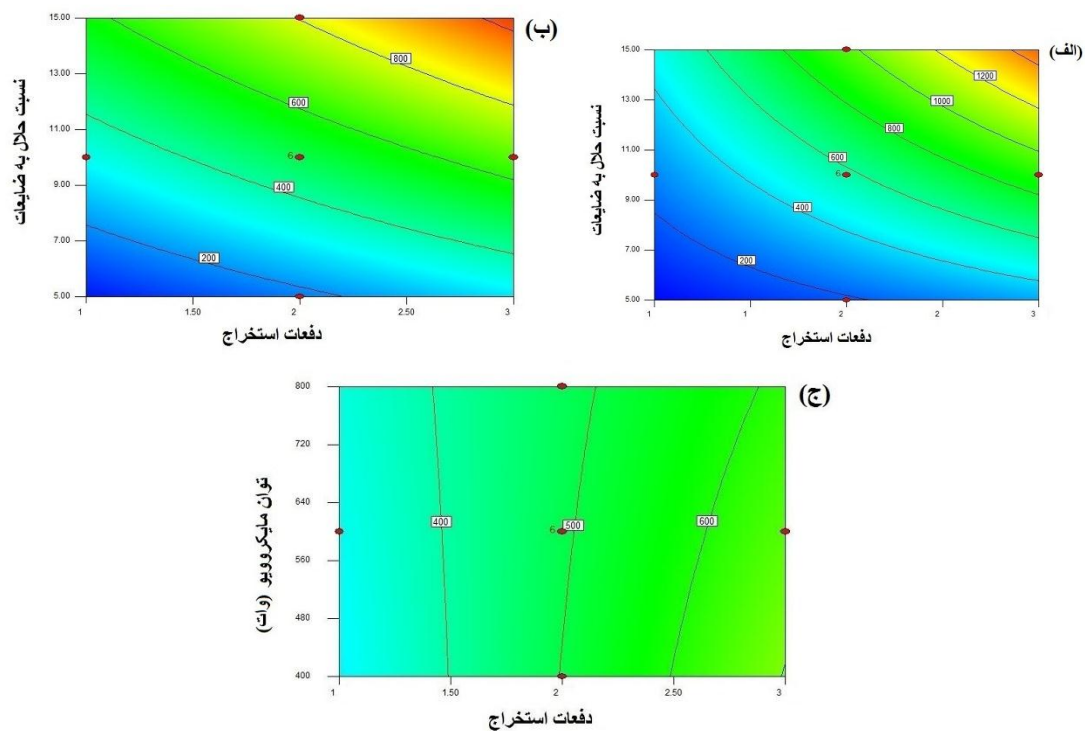 (الف)
نسبت حلال به ضایعات
15.00
13.00
11.00
9.00
7.00
5.00
200
400
600
800
1000
1200
6
1 1 2 2 3
دفعات استخراج
(ب)
نسبت حلال به ضایعات
15.00
13.00
11.00
9.00
7.00
5.00
200
400
600
800
6
1 1.50 2 2.50 3
دفعات استخراج
(ج)
توان مایکروویو (وات)
800
720
640
560
480
400
400
6
500
600
1 1.50 2 2.50 3
دفعات استخراج